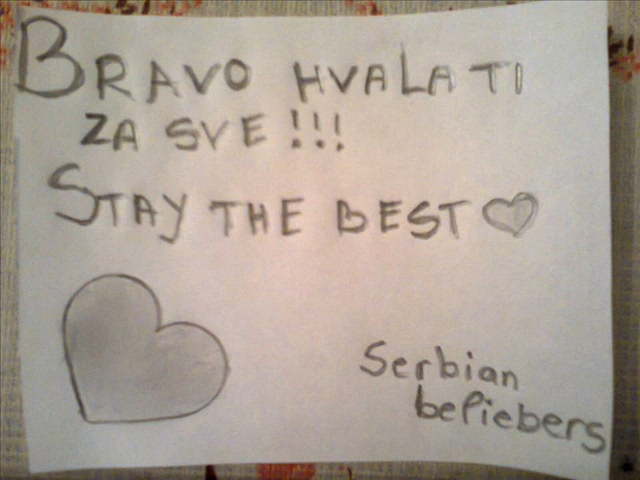 BRAVO HVALA TI
ZA SVE!!!
STAY THE BEST
Serbian
beliebers